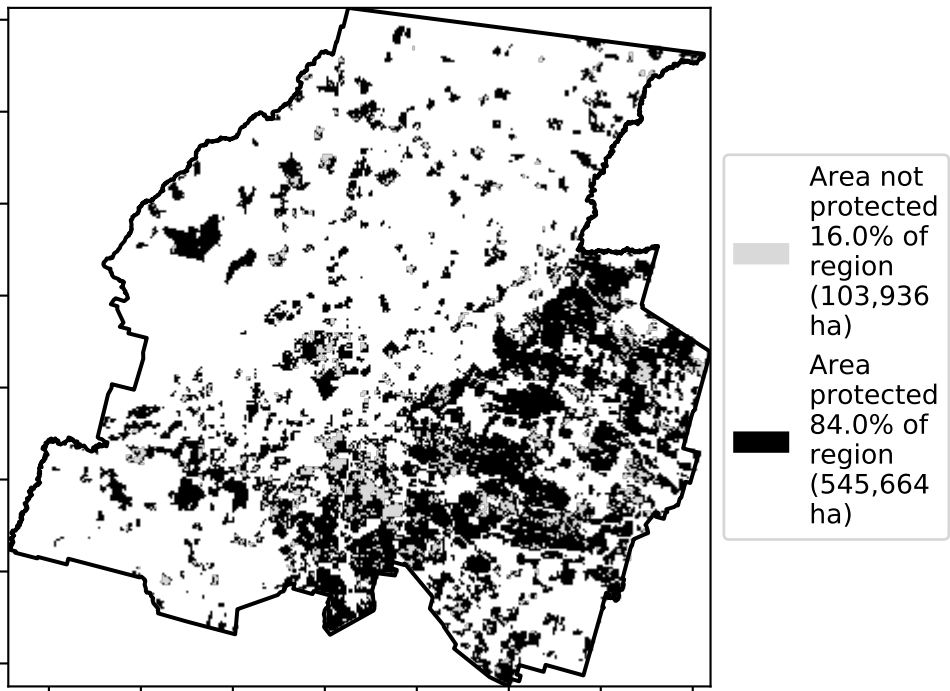 Area not
protected
16.0% of
region
(103,936
ha)
Area
protected
84.0% of
region
(545,664
ha)